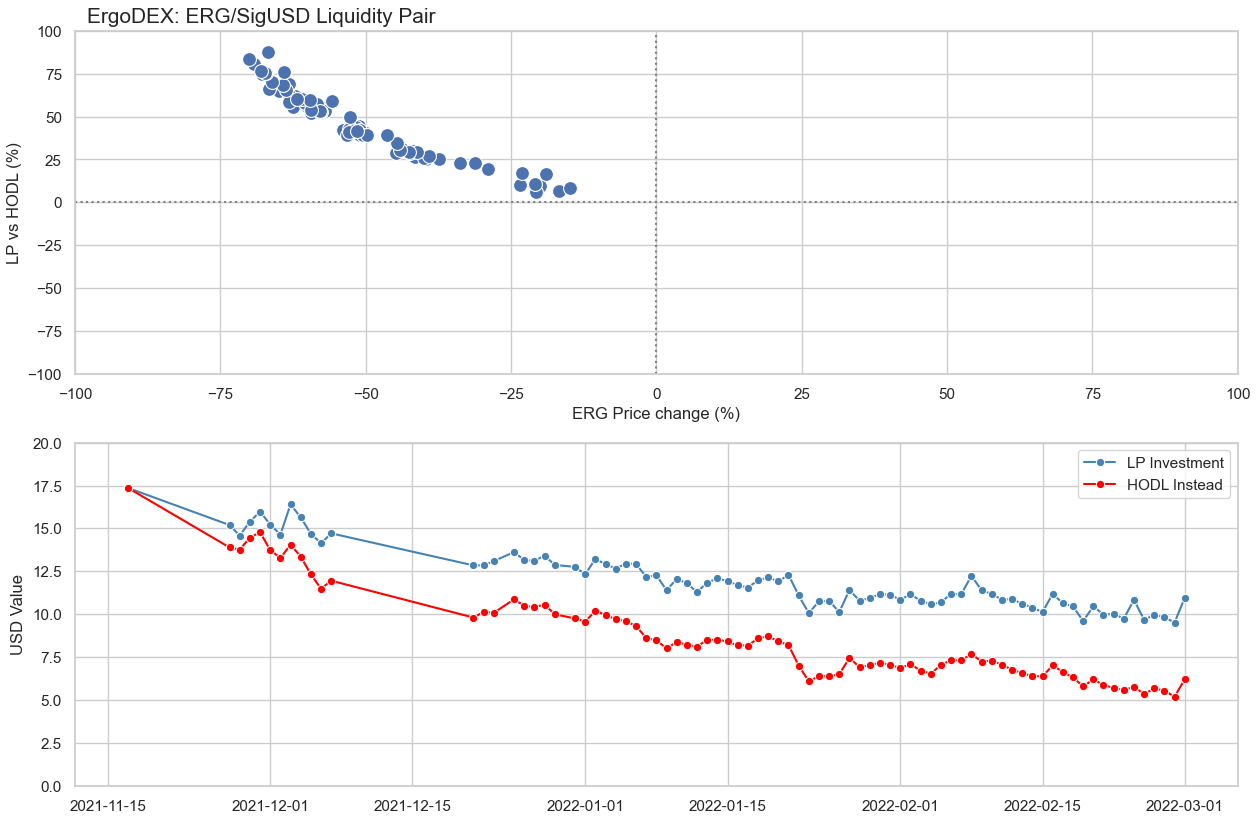 ErgoDEX: ERG/SigUSD Liquidity Pair
100
75
50
25
0
−25
−50
−75
−100
LP vs HODL (%)
−100 −75 −50 −25 0 25 50 75 100
ERG Price change (%)
20.0
17.5
15.0
12.5
10.0
7.5
5.0
2.5
0.0
USD Value
LP Investment
HODL Instead
2021-11-15 2021-12-01 2021-12-15 2022-01-01 2022-01-15 2022-02-01 2022-02-15 2022-03-01